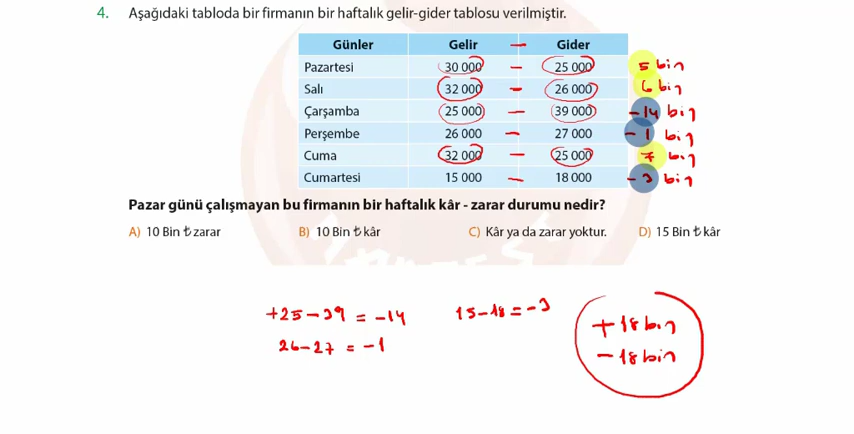 4. Aşağıdaki tabloda bir firmanın bir haftalık gelir-gider tablosu verilmiştir.
Günler Gelir — Gider
Pazartesi 30 000 — 25 000 5 bin
Salı 32 000 — 26 000 6 bin
Çarşamba 25 000 — 39 000 -14 bin
Perşembe 26 000 — 27 000 -1 bin
Cuma 32 000 — 25 000 7 bin
Cumartesi 15 000 — 18 000 -3 bin
Pazar günü çalışmayan bu firmanın bir haftalık kâr - zarar durumu nedir?
A) 10 Bin ₺ zarar B) 10 Bin ₺ kâr C) Kâr ya da zarar yoktur. D) 15 Bin ₺ kâr
+25-39 = -14 15-18 = -3
26-27 = -1
+18 bin
-18 bin